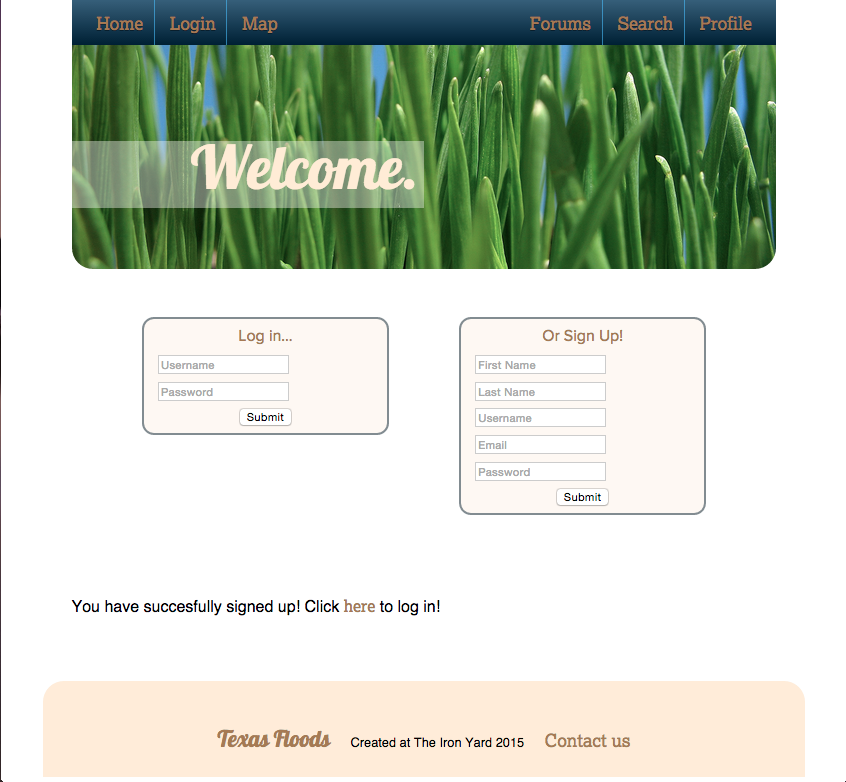 Home Login Map Forums Search Profile
Welcome.
Log in...
Username
Password
Submit
Or Sign Up!
First Name
Last Name
Username
Email
Password
Submit
You have succesfully signed up! Click here to log in!
Texas Floods Created at The Iron Yard 2015 Contact us